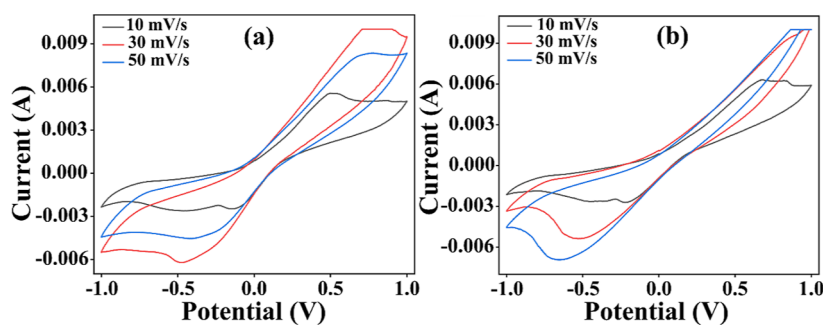 (a)
10 mV/s
30 mV/s
50 mV/s
0.009
0.006
0.003
0.000
-0.003
-0.006
Current (A)
-1.0 -0.5 0.0 0.5 1.0
Potential (V)
(b)
10 mV/s
30 mV/s
50 mV/s
0.009
0.006
0.003
0.000
-0.003
-0.006
Current (A)
-1.0 -0.5 0.0 0.5 1.0
Potential (V)